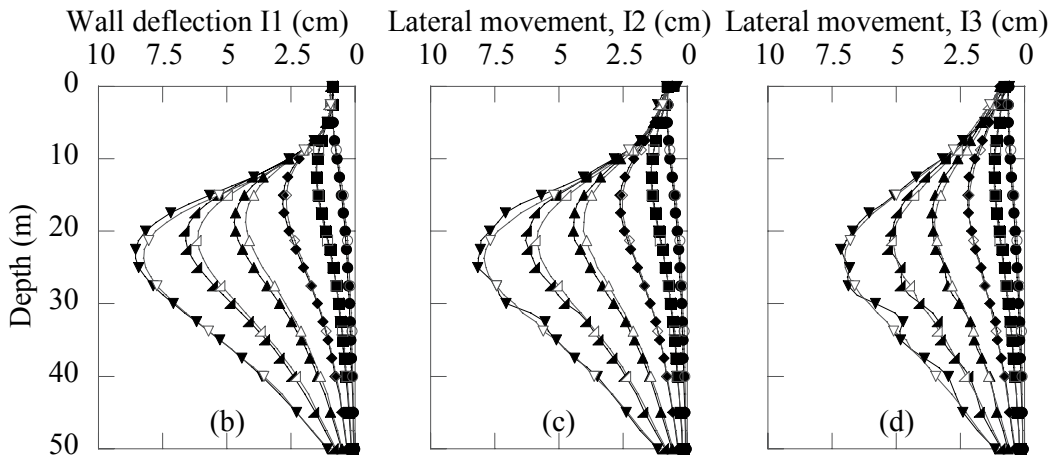 Wall deflection I1 (cm) Lateral movement, I2 (cm) Lateral movement, I3 (cm)
10 7.5 5 2.5 0 10 7.5 5 2.5 0 10 7.5 5 2.5 0
0
10
20
30
40
50
Depth (m)
(b) (c) (d)